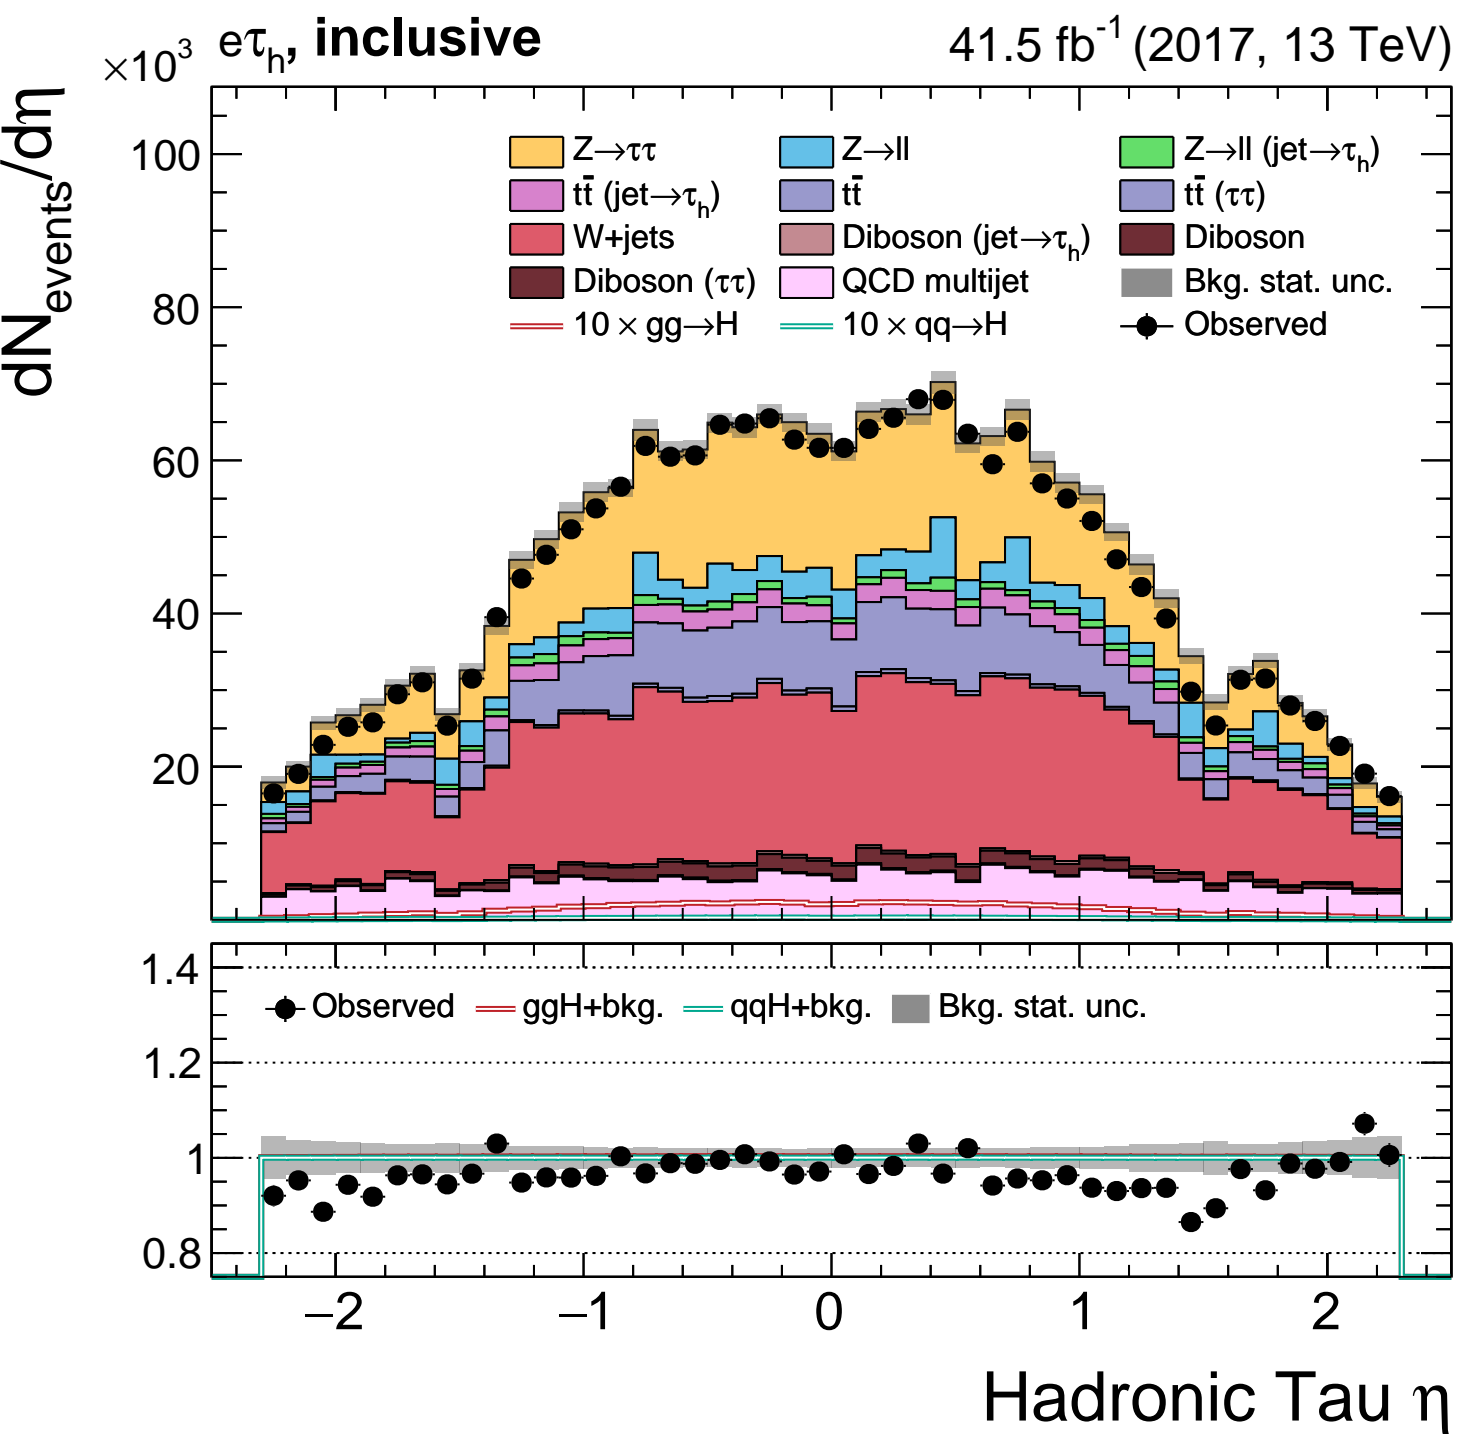 ×10³ eτₕ, inclusive 41.5 fb⁻¹ (2017, 13 TeV)
dN_events/dη
100
80
60
40
20
Z→ττ Z→ll Z→ll (jet→τₕ)
tt̄ (jet→τₕ) tt̄ tt̄ (ττ)
W+jets Diboson (jet→τₕ) Diboson
Diboson (ττ) QCD multijet Bkg. stat. unc.
10 × gg→H 10 × qq→H Observed
1.4
Observed ggH+bkg. qqH+bkg. Bkg. stat. unc.
1.2
1
0.8
−2 −1 0 1 2
Hadronic Tau η